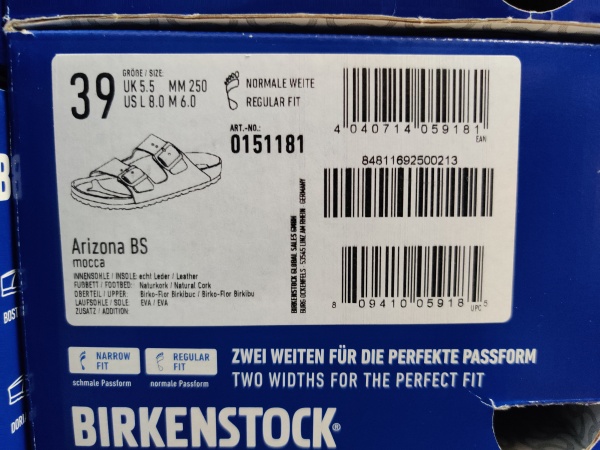 39
GRÖßE / SIZE:
UK 5.5 MM 250
US L 8.0 M 6.0
NORMALE WEITE
REGULAR FIT
ART.-NO.:
0151181
4 040714 059181
EAN
84811692500213
8 09410 05918 5
UPC
Arizona BS
mocca
INNENSOHLE / INSOLE: echt Leder / Leather
FUßBETT / FOOTBED: Naturkork / Natural Cork
OBERTEIL / UPPER: Birko-Flor Birkibuc / Birko-Flor Birkibu
LAUFSOHLE / SOLE: EVA / EVA
ZUSATZ / ADDITION:
BIRKENSTOCK GLOBAL SALES GMBH
BURG OCKENFELS · 53545 LINZ AM RHEIN · GERMANY
NARROW FIT
schmale Passform
REGULAR FIT
normale Passform
ZWEI WEITEN FÜR DIE PERFEKTE PASSFORM
TWO WIDTHS FOR THE PERFECT FIT
BIRKENSTOCK®
BOST